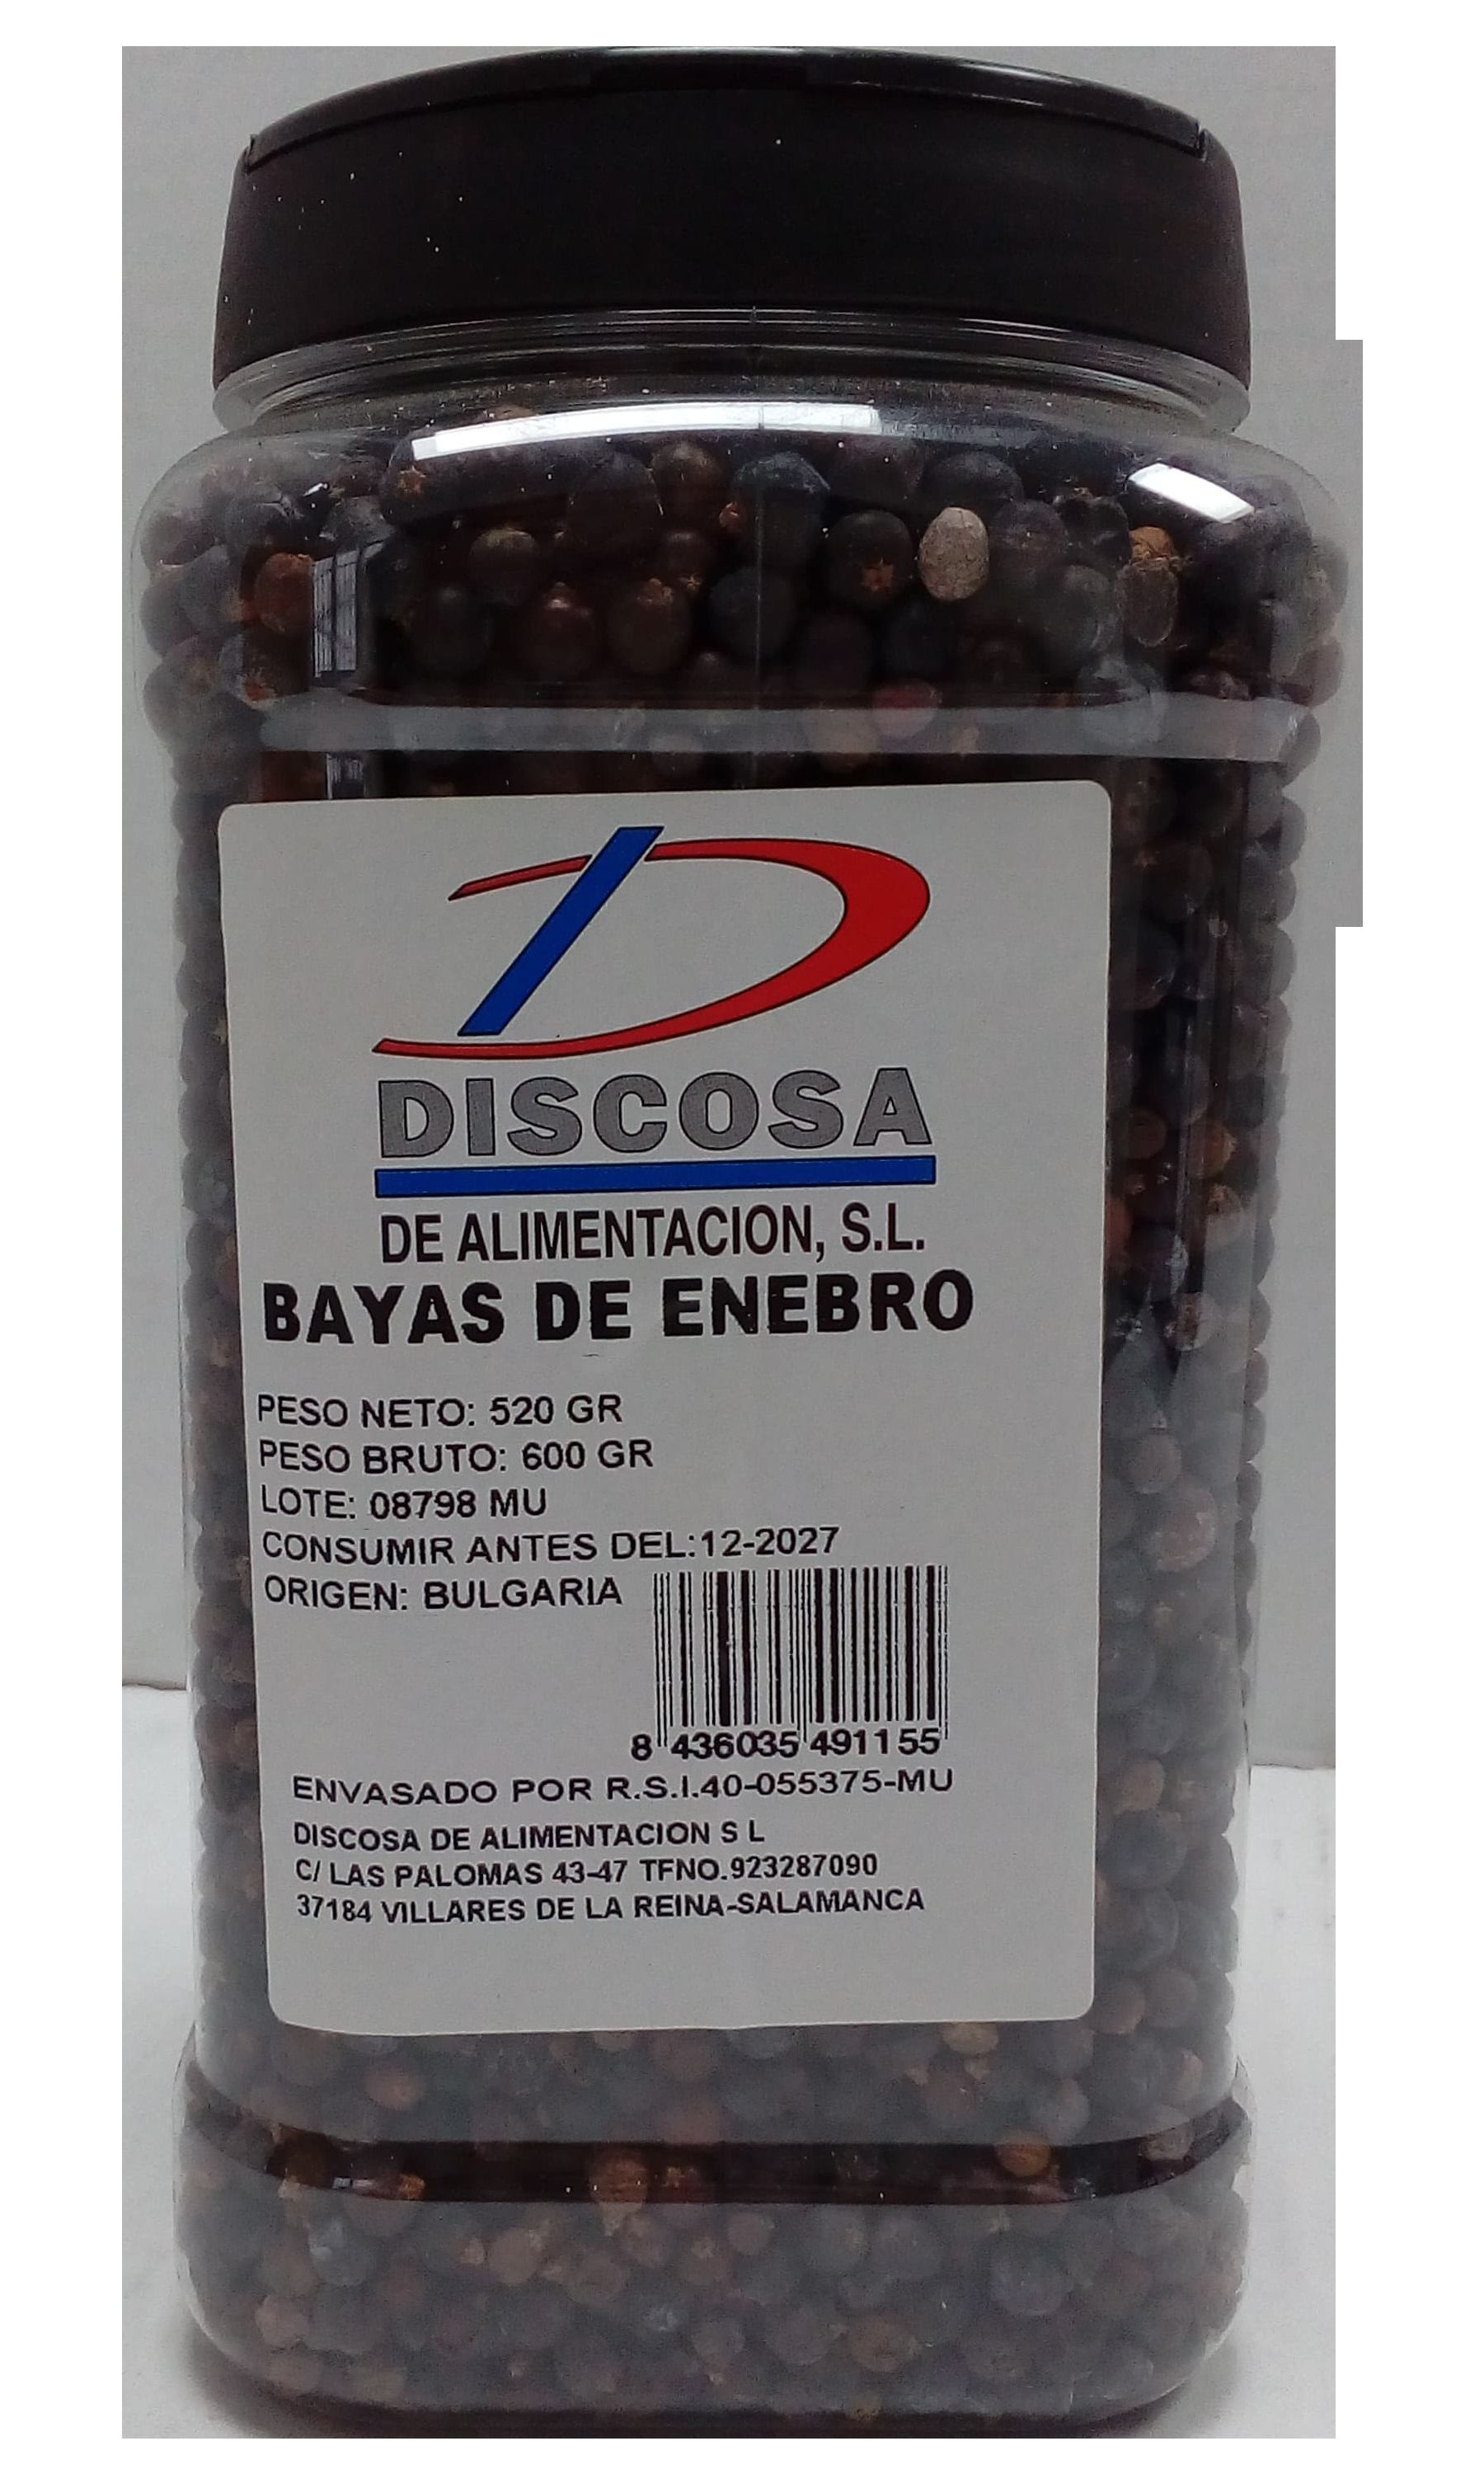 DISCOSA
DE ALIMENTACION, S.L.
BAYAS DE ENEBRO
PESO NETO: 520 GR
PESO BRUTO: 600 GR
LOTE: 08798 MU
CONSUMIR ANTES DEL:12-2027
ORIGEN: BULGARIA
8 436035 491155
ENVASADO POR R.S.I.40-055375-MU
DISCOSA DE ALIMENTACION S L
C/ LAS PALOMAS 43-47 TFNO.923287090
37184 VILLARES DE LA REINA-SALAMANCA